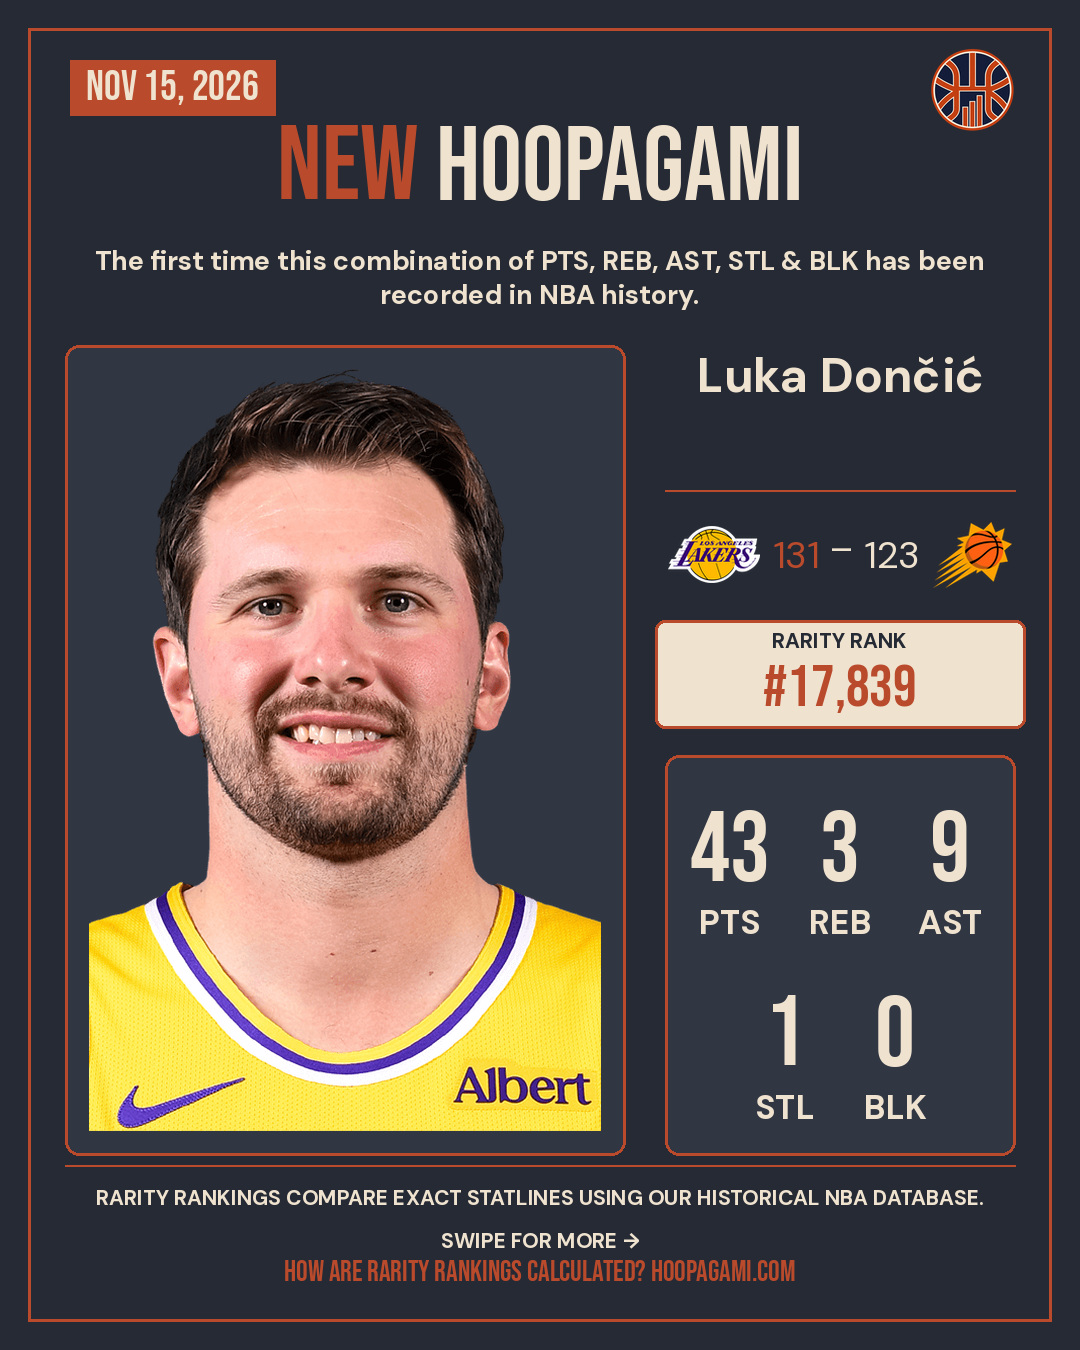 NOV 15, 2026
NEW HOOPAGAMI
The first time this combination of PTS, REB, AST, STL & BLK has been
recorded in NBA history.
Luka Dončić
LOS ANGELES
LAKERS
131 – 123
RARITY RANK
#17,839
43 3 9
PTS REB AST
1 0
STL BLK
Albert
RARITY RANKINGS COMPARE EXACT STATLINES USING OUR HISTORICAL NBA DATABASE.
SWIPE FOR MORE →
HOW ARE RARITY RANKINGS CALCULATED? HOOPAGAMI.COM